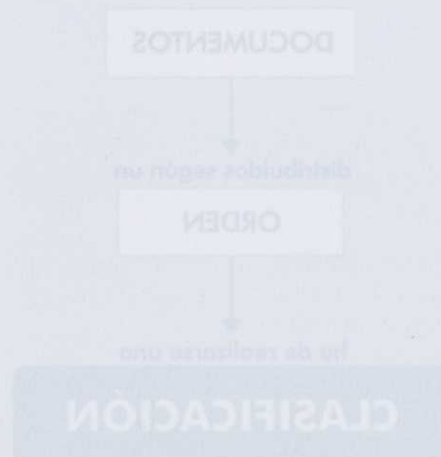 DOCUMENTOS
distribuidos según un
ORDEN
ha de realizarse una
CLASIFICACIÓN